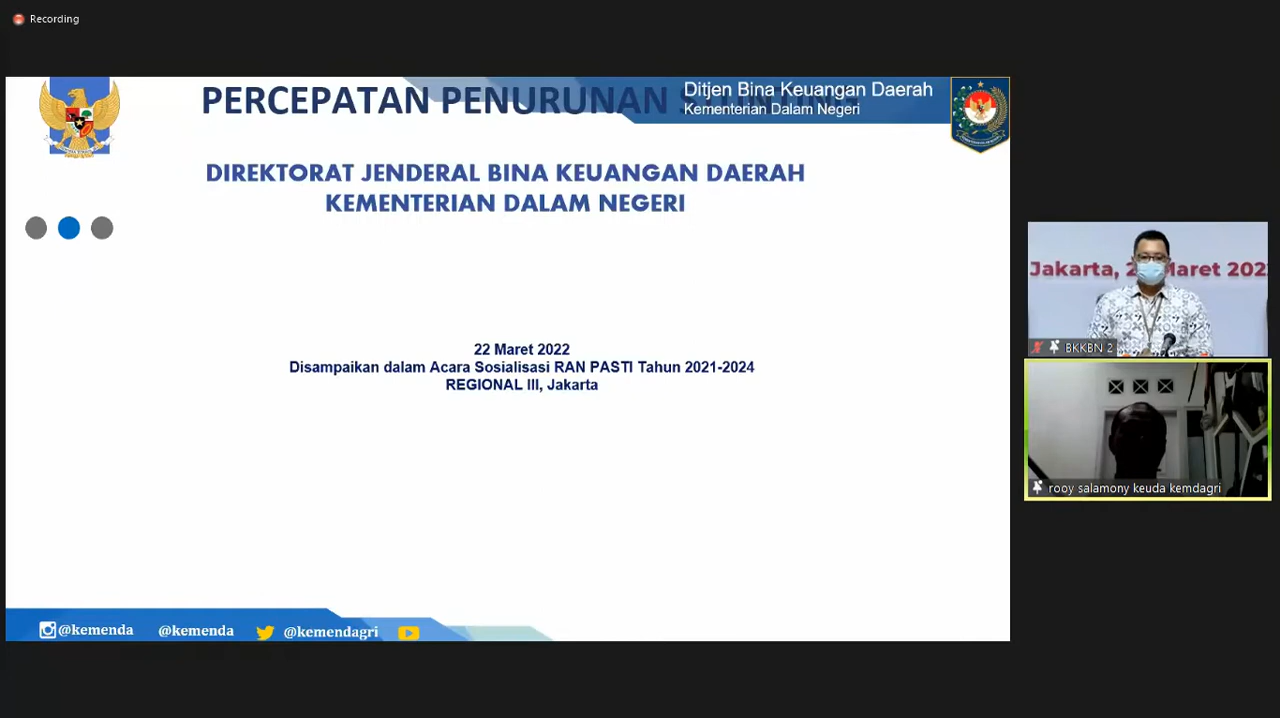 Recording
PERCEPATAN PENURUNAN
Ditjen Bina Keuangan Daerah
Kementerian Dalam Negeri
DIREKTORAT JENDERAL BINA KEUANGAN DAERAH
KEMENTERIAN DALAM NEGERI
22 Maret 2022
Disampaikan dalam Acara Sosialisasi RAN PASTI Tahun 2021-2024
REGIONAL III, Jakarta
@kemenda @kemenda @kemendagri
Jakarta, 2 Maret 202
BKKBN 2
rooy salamony keuda kemdagri